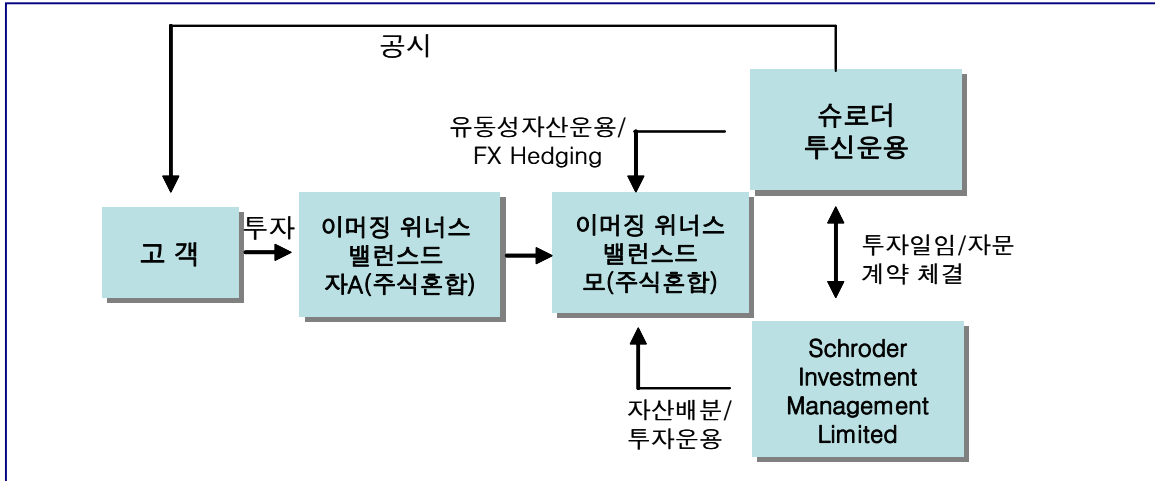 공시
슈로더
투신운용
유동성자산운용/
FX Hedging
고 객
투자
이머징 위너스
밸런스드
자A(주식혼합)
이머징 위너스
밸런스드
모(주식혼합)
투자일임/자문
계약 체결
자산배분/
투자운용
Schroder
Investment
Management
Limited